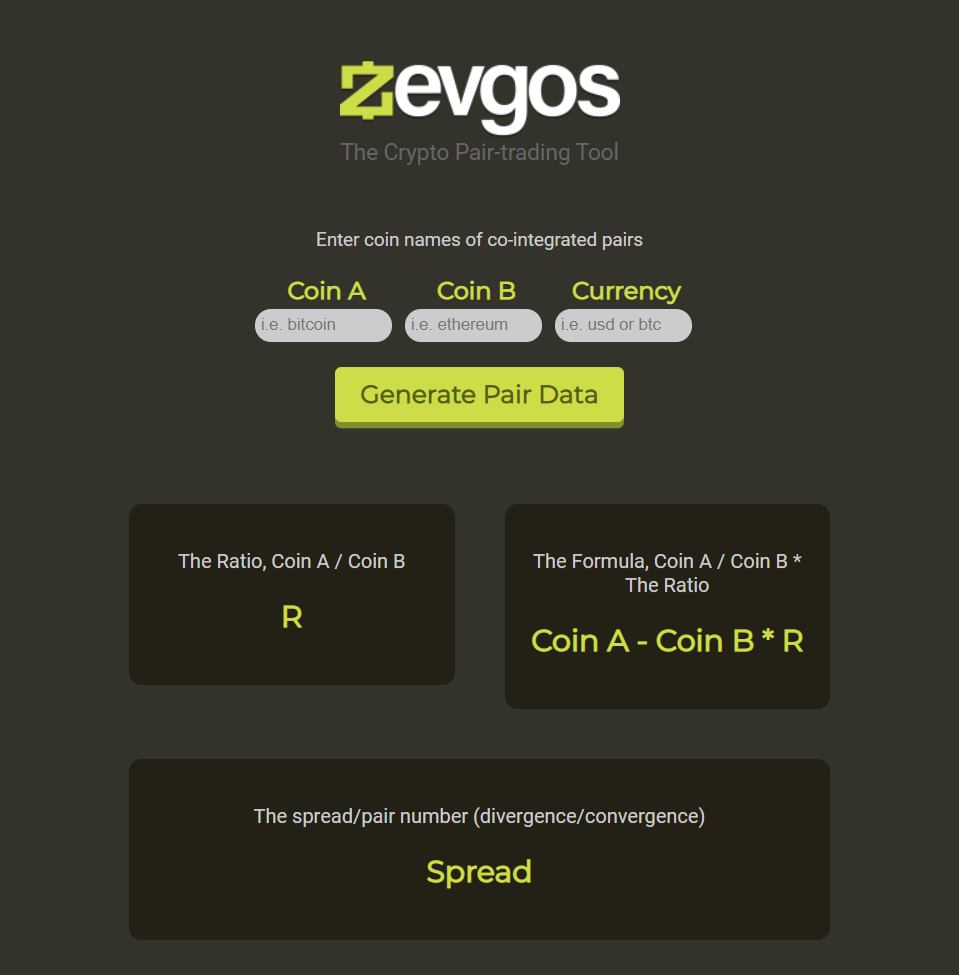 zevgos
The Crypto Pair-trading Tool
Enter coin names of co-integrated pairs
Coin A Coin B Currency
i.e. bitcoin i.e. ethereum i.e. usd or btc
Generate Pair Data
The Ratio, Coin A / Coin B
R
The Formula, Coin A / Coin B *
The Ratio
Coin A - Coin B * R
The spread/pair number (divergence/convergence)
Spread